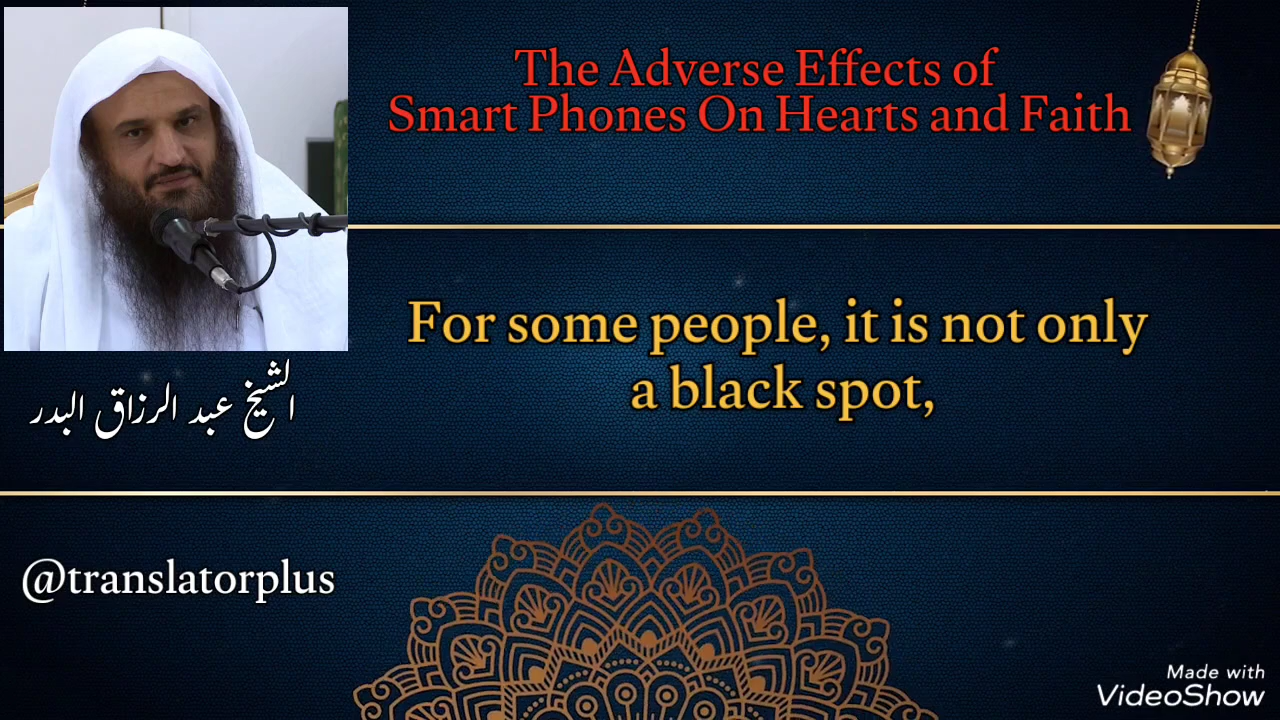 The Adverse Effects of
Smart Phones On Hearts and Faith
For some people, it is not only
a black spot,
الشيخ عبد الرزاق البدر
@translatorplus
Made with
VideoShow